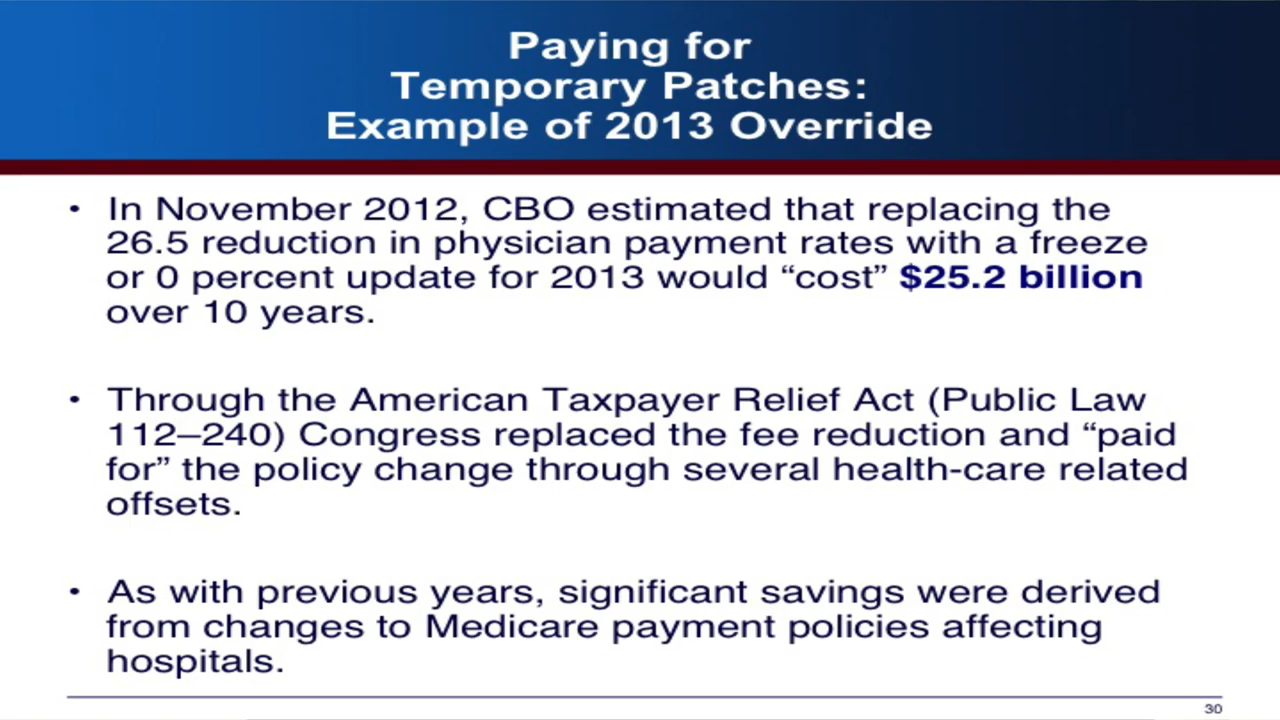 Paying for
Temporary Patches:
Example of 2013 Override
• In November 2012, CBO estimated that replacing the
26.5 reduction in physician payment rates with a freeze
or 0 percent update for 2013 would “cost” $25.2 billion
over 10 years.
• Through the American Taxpayer Relief Act (Public Law
112–240) Congress replaced the fee reduction and “paid
for” the policy change through several health-care related
offsets.
• As with previous years, significant savings were derived
from changes to Medicare payment policies affecting
hospitals.
30